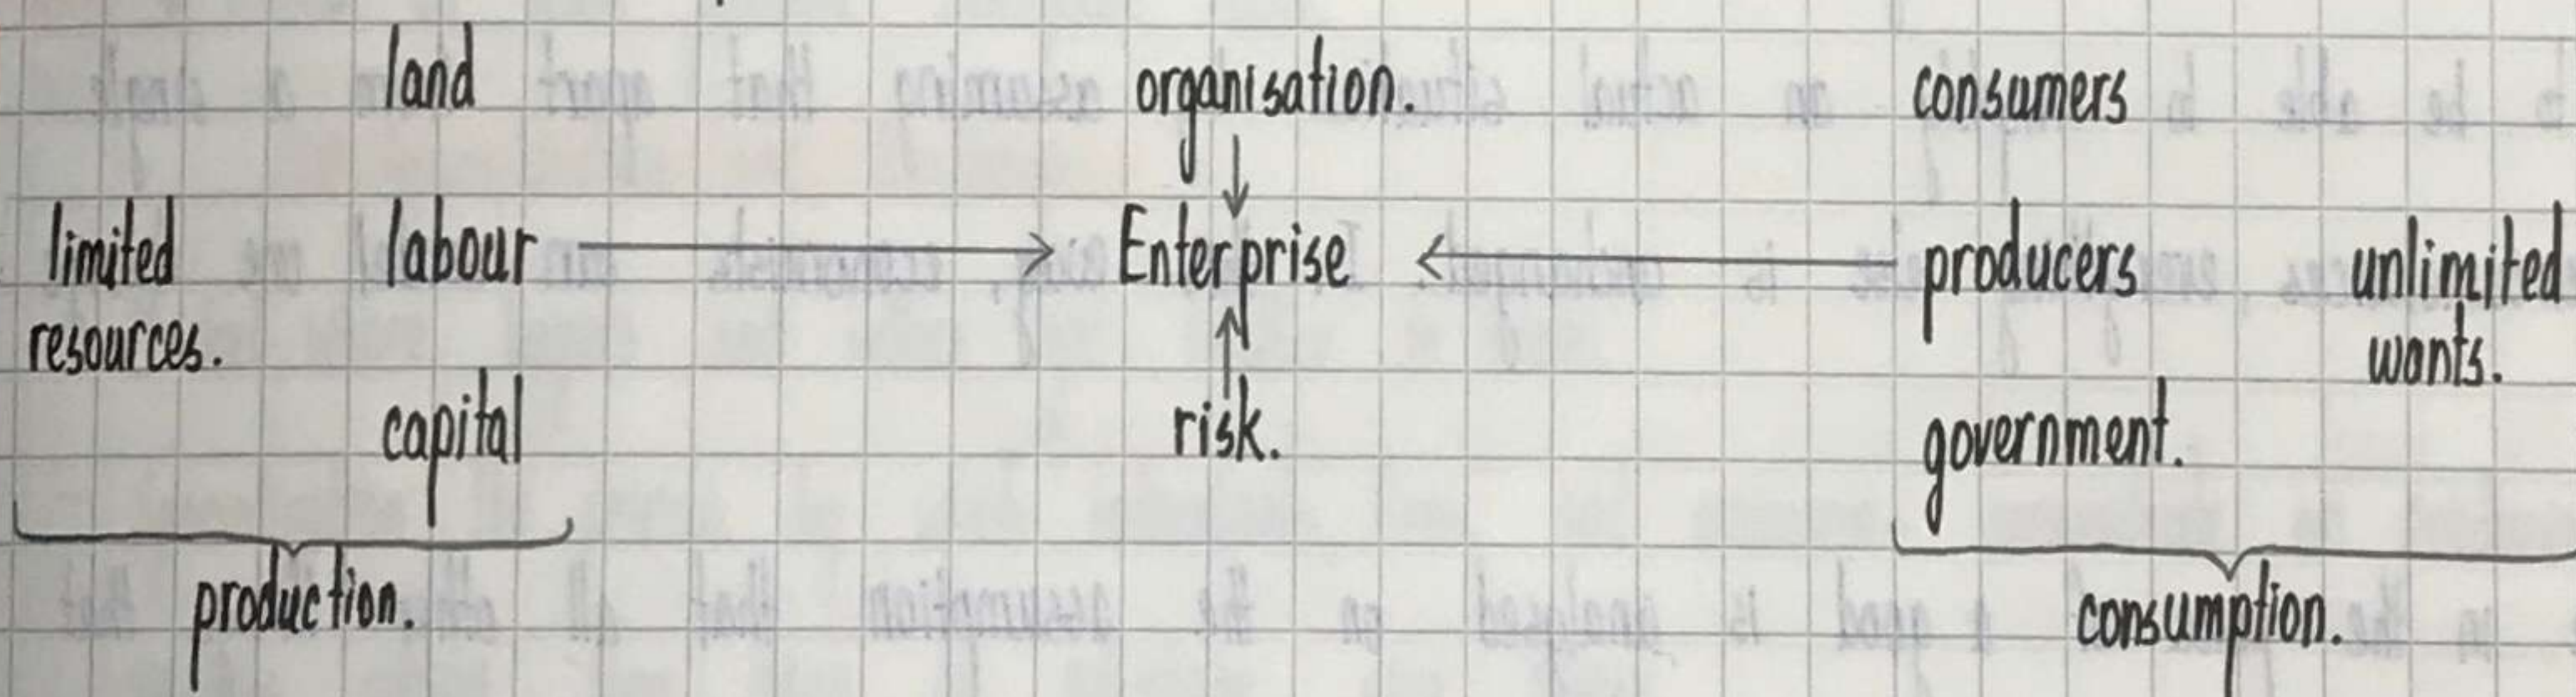 land organisation. consumers
limited labour Enterprise producers unlimited
resources. wants.
capital risk. government.
production. consumption.